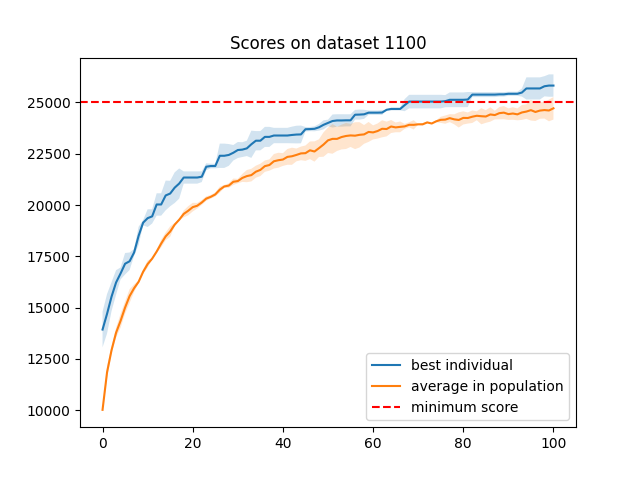 Scores on dataset 1100
25000
22500
20000
17500
15000
12500
10000
best individual
average in population
minimum score
0 20 40 60 80 100